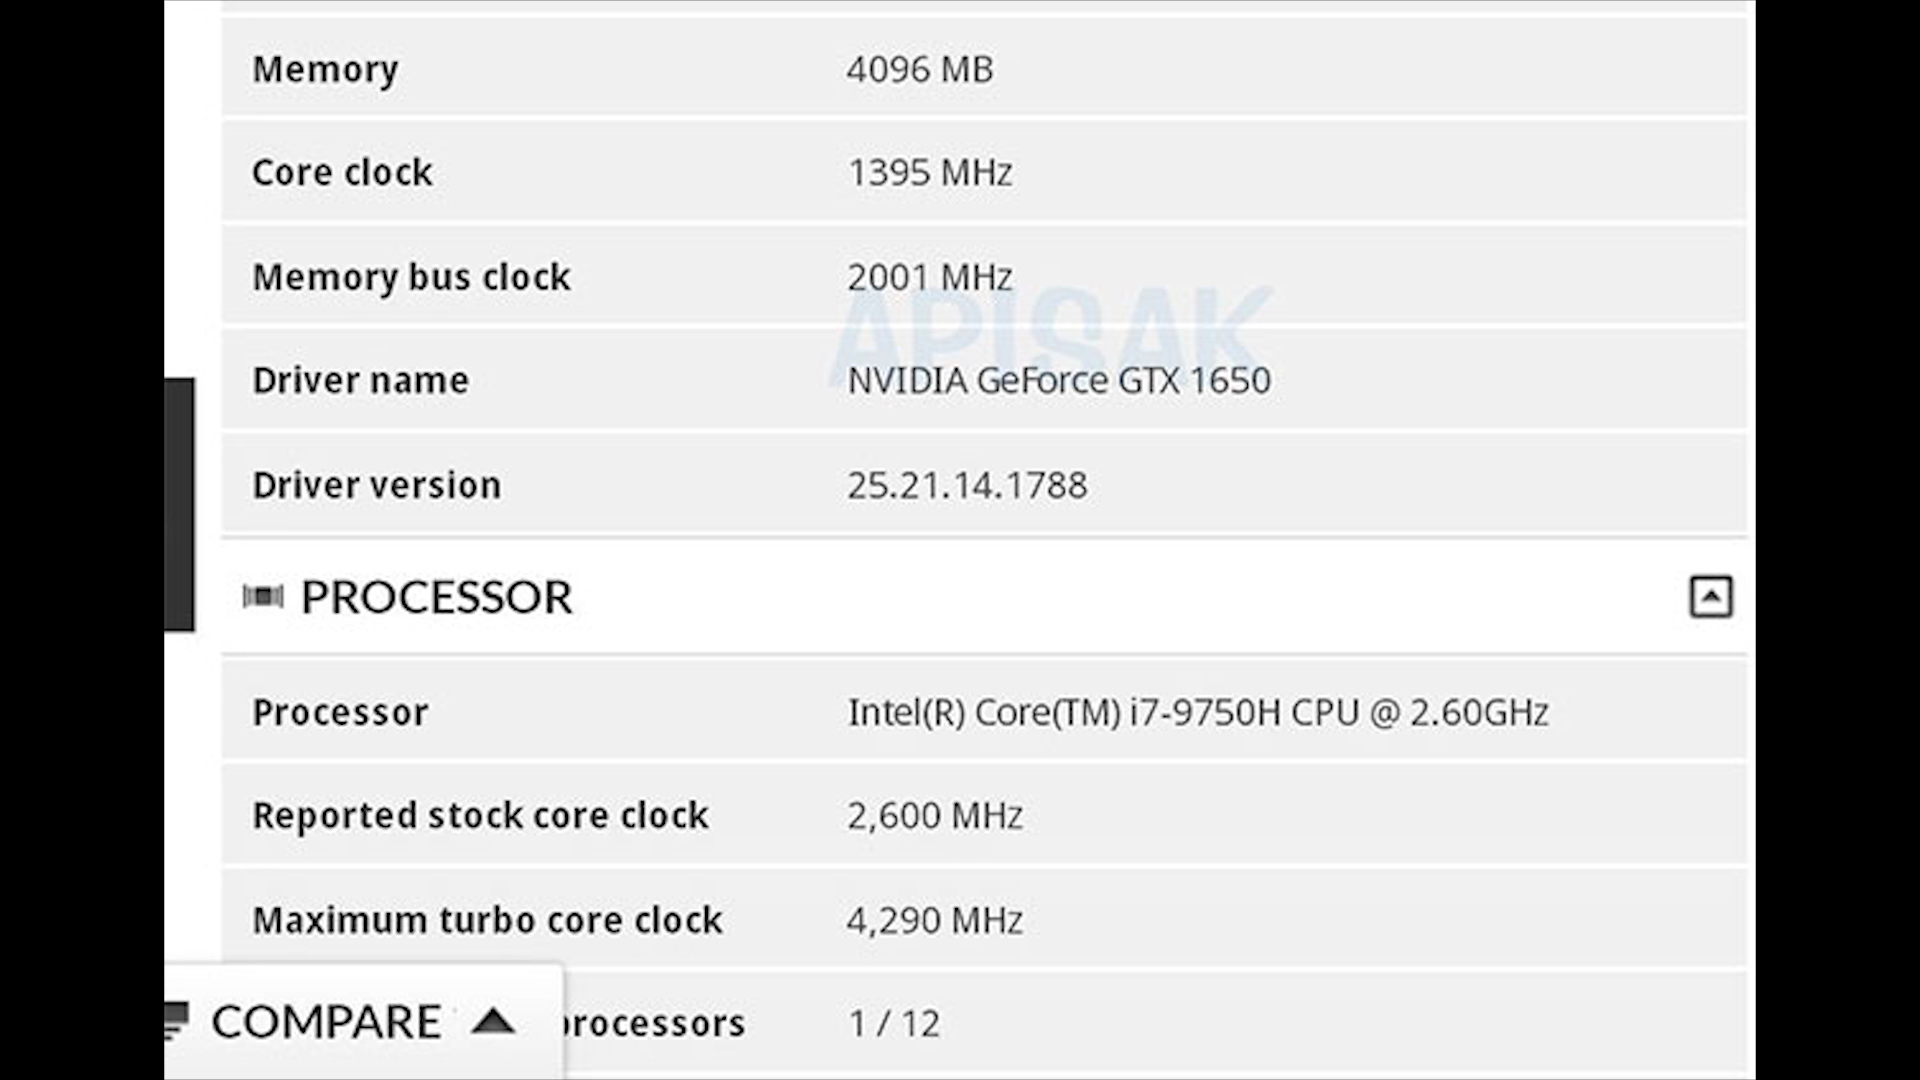 Memory 4096 MB
Core clock 1395 MHz
Memory bus clock 2001 MHz
APISAK
Driver name NVIDIA GeForce GTX 1650
Driver version 25.21.14.1788
PROCESSOR
Processor Intel(R) Core(TM) i7-9750H CPU @ 2.60GHz
Reported stock core clock 2,600 MHz
Maximum turbo core clock 4,290 MHz
processors 1 / 12
COMPARE